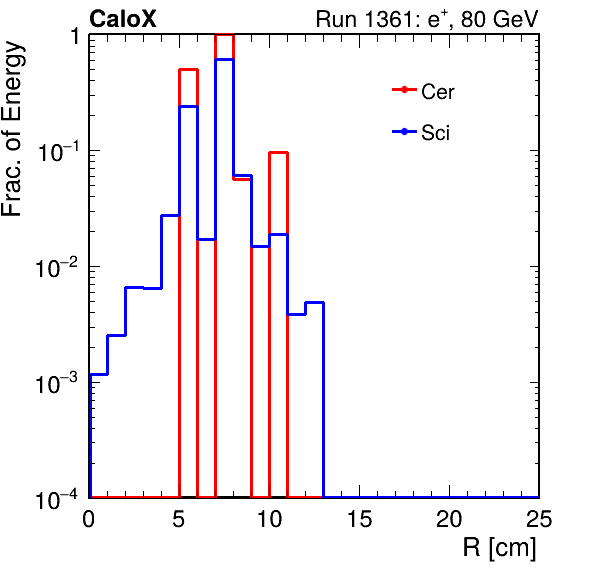 CaloX Run 1361: e⁺, 80 GeV
Frac. of Energy
1
10⁻¹
10⁻²
10⁻³
10⁻⁴
Cer
Sci
0 5 10 15 20 25
R [cm]